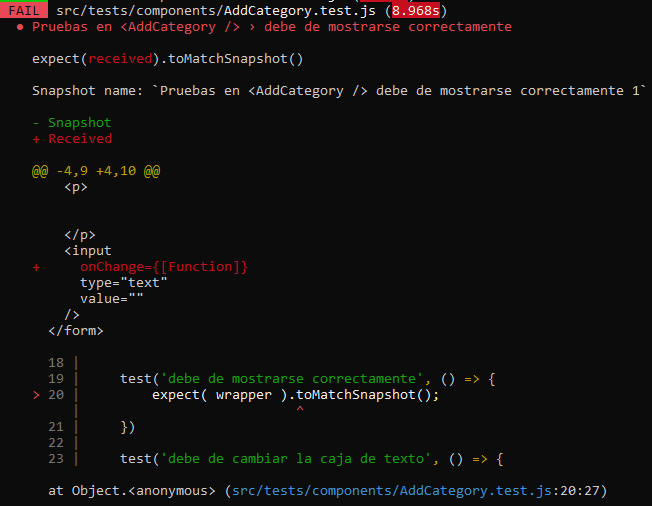 FAIL src/tests/components/AddCategory.test.js (8.968s)
● Pruebas en <AddCategory /> › debe de mostrarse correctamente
expect(received).toMatchSnapshot()
Snapshot name: `Pruebas en <AddCategory /> debe de mostrarse correctamente 1`
- Snapshot
+ Received
@@ -4,9 +4,10 @@
<p>
</p>
<input
+ onChange={[Function]}
type="text"
value=""
/>
</form>
18 |
19 | test('debe de mostrarse correctamente', () => {
> 20 | expect( wrapper ).toMatchSnapshot();
| ^
21 | })
22 |
23 | test('debe de cambiar la caja de texto', () => {
at Object.<anonymous> (src/tests/components/AddCategory.test.js:20:27)